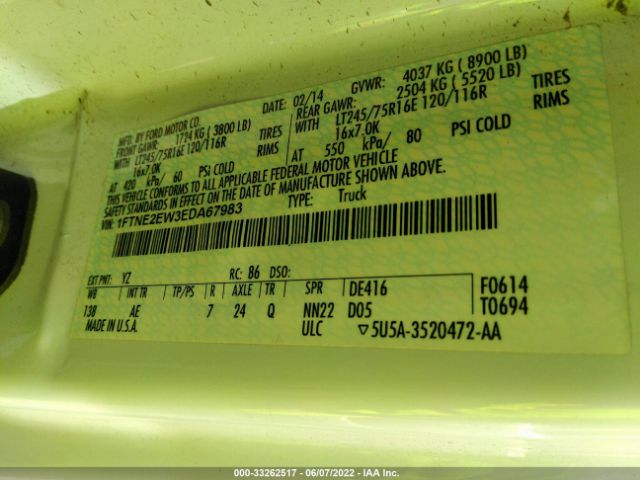 MFD. BY FORD MOTOR CO.
DATE: 02/14 GVWR: 4037 KG ( 8900 LB)
FRONT GAWR: 1724 KG ( 3800 LB) REAR GAWR: 2504 KG ( 5520 LB)
WITH LT245/75R16E 120/116R TIRES WITH LT245/75R16E 120/116R TIRES
16x7.0K RIMS 16x7.0K RIMS
AT 420 kPa/ 60 PSI COLD AT 550 kPa/ 80 PSI COLD
THIS VEHICLE CONFORMS TO ALL APPLICABLE FEDERAL MOTOR VEHICLE
SAFETY STANDARDS IN EFFECT ON THE DATE OF MANUFACTURE SHOWN ABOVE.
VIN: 1FTNE2EW3EDA67983 TYPE: Truck
EXT PNT: YZ RC: 86 DSO:
WB INT TR TP/PS R AXLE TR SPR DE416 F0614
138 AE 7 24 Q NN22 D05 T0694
MADE IN U.S.A. ULC ▽5U5A-3520472-AA
000-33262517 - 06/07/2022 - IAA Inc.